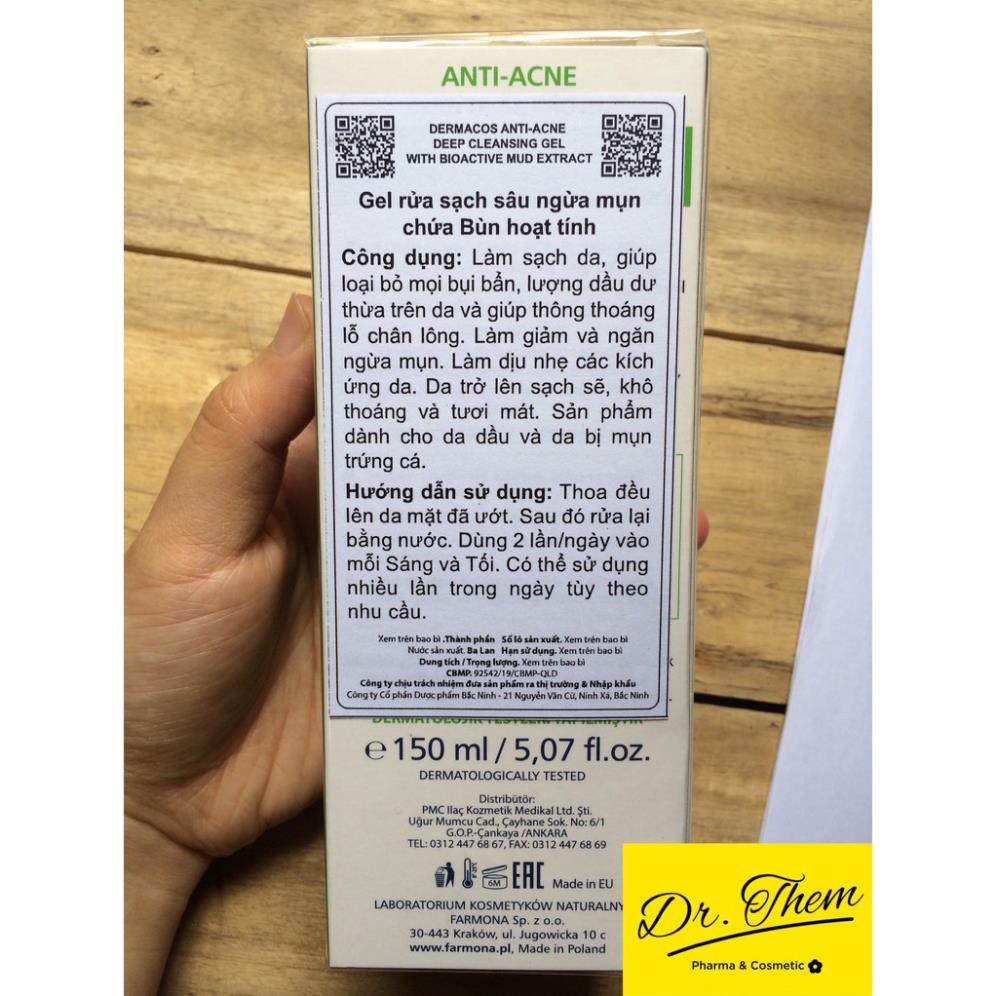 ANTI-ACNE
DERMACOS ANTI-ACNE
DEEP CLEANSING GEL
WITH BIOACTIVE MUD EXTRACT
Gel rửa sạch sâu ngừa mụn
chứa Bùn hoạt tính
Công dụng: Làm sạch da, giúp
loại bỏ mọi bụi bẩn, lượng dầu dư
thừa trên da và giúp thông thoáng
lỗ chân lông. Làm giảm và ngăn
ngừa mụn. Làm dịu nhẹ các kích
ứng da. Da trở lên sạch sẽ, khô
thoáng và tươi mát. Sản phẩm
dành cho da dầu và da bị mụn
trứng cá.
Hướng dẫn sử dụng: Thoa đều
lên da mặt đã ướt. Sau đó rửa lại
bằng nước. Dùng 2 lần/ngày vào
mỗi Sáng và Tối. Có thể sử dụng
nhiều lần trong ngày tùy theo
nhu cầu.
Xem trên bao bì .Thành phần Số lô sản xuất. Xem trên bao bì
Nước sản xuất. Ba Lan Hạn sử dụng. Xem trên bao bì
Dung tích / Trọng lượng. Xem trên bao bì
CBMP. 92542/19/CBMP-QLD
Công ty chịu trách nhiệm đưa sản phẩm ra thị trường & Nhập khẩu
Công ty Cổ phần Dược phẩm Bắc Ninh - 21 Nguyễn Văn Cừ, Ninh Xá, Bắc Ninh
e 150 ml / 5,07 fl.oz.
DERMATOLOGICALLY TESTED
Distribütör:
PMC Ilaç Kozmetik Medikal Ltd. Şti.
Uğur Mumcu Cad., Çayhane Sok. No: 6/1
G.O.P.-Çankaya /ANKARA
TEL: 0312 447 68 67, FAX: 0312 447 68 69
6M EAC Made in EU
LABORATORIUM KOSMETYKÓW NATURALNY
FARMONA Sp. z o.o.
30-443 Kraków, ul. Jugowicka 10 c
www.farmona.pl, Made in Poland
Dr. Them
Pharma & Cosmetic